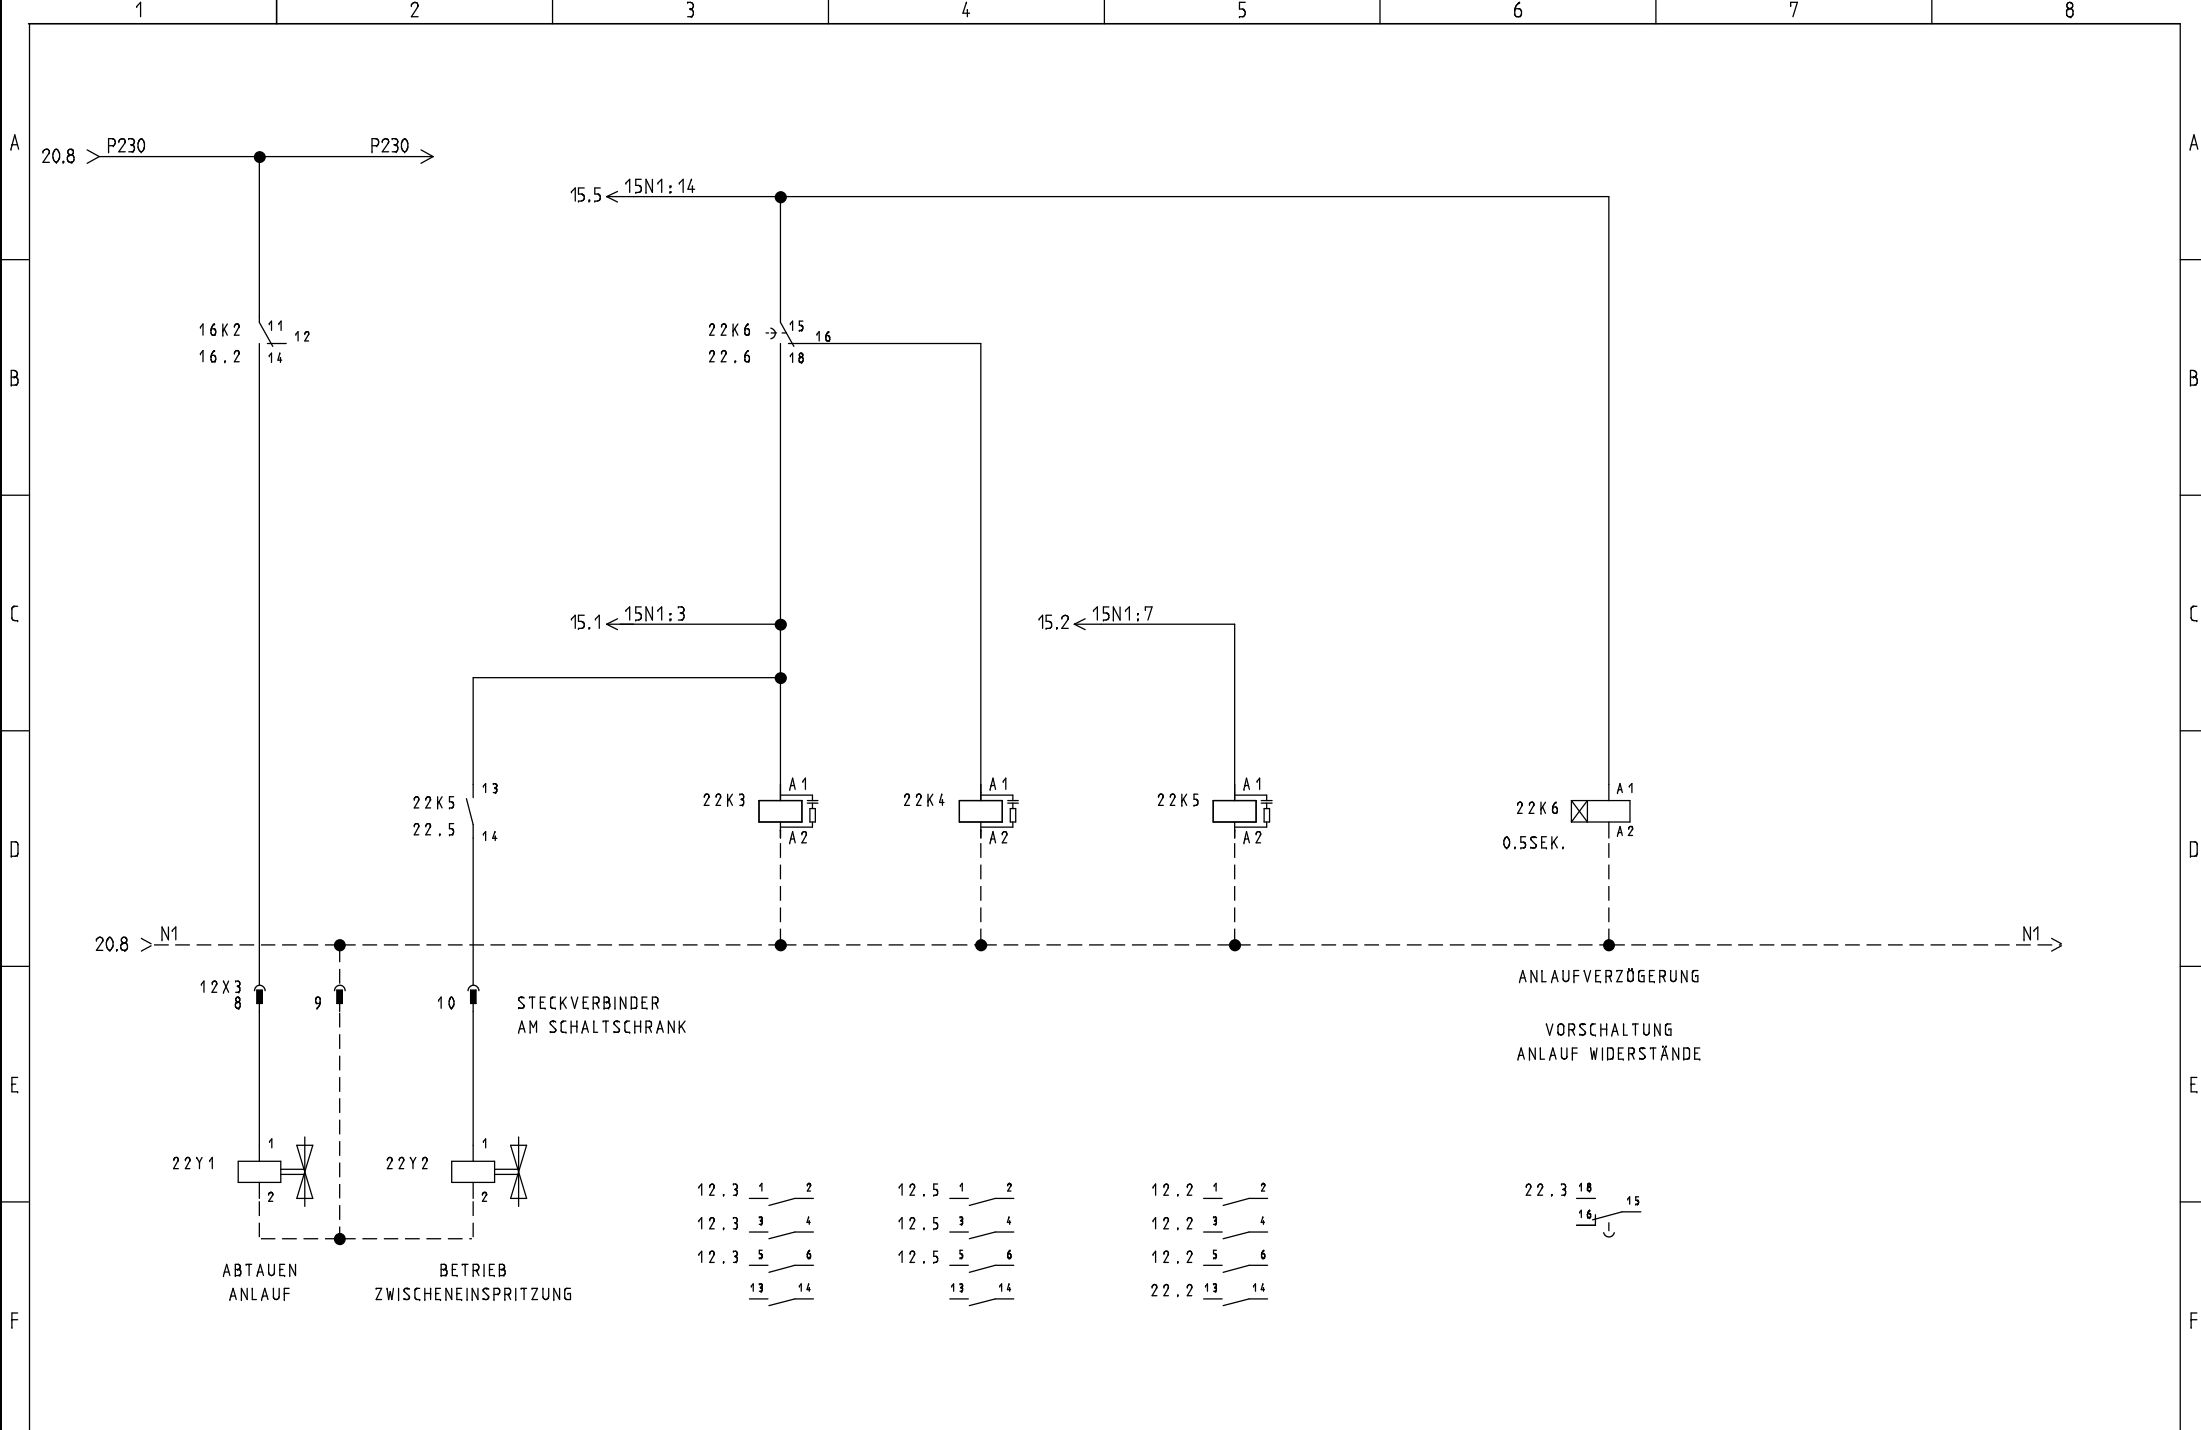 1 2 3 4 5 6 7 8
A A
20.8 P230 P230
15.5 15N1:14
16K2 11 12
16.2 14
22K6 15 16
22.6 18
B B
15.1 15N1:3
15.2 15N1:7
C C
22K5 13
22.5 14
22K3 A1
A2
22K4 A1
A2
22K5 A1
A2
22K6 A1
A2
0.5SEK.
D D
20.8 N1 N1
ANLAUFVERZÖGERUNG
12X3
8 9 10
STECKVERBINDER
AM SCHALTSCHRANK
VORSCHALTUNG
ANLAUF WIDERSTÄNDE
E E
22Y1 1
2
22Y2 1
2
12.3 1 2
12.3 3 4
12.3 5 6
13 14
12.5 1 2
12.5 3 4
12.5 5 6
13 14
12.2 1 2
12.2 3 4
12.2 5 6
22.2 13 14
22.3 18
16 15
ABTAUEN
ANLAUF
BETRIEB
ZWISCHENEINSPRITZUNG
F F